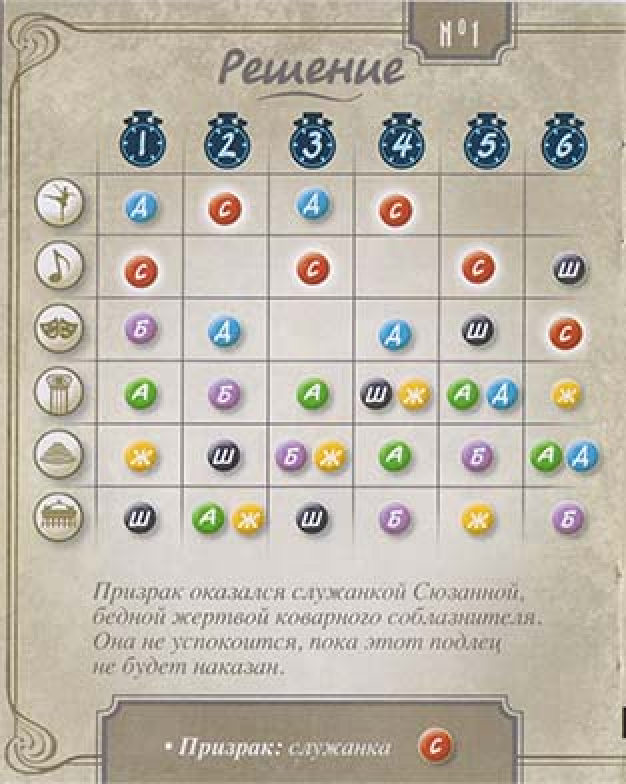 №1
Решение
1 2 3 4 5 6
Д С Д С
С С С Ш
Б Д Д Ш С
А Б А Ш Ж А Д Ж
Ж Ш Б Ж А Б А Д
Ш А Ж Ш Б Ж Б
Призрак оказался служанкой Сюзанной,
бедной жертвой коварного соблазнителя.
Она не успокоится, пока этот подлец
не будет наказан.
• Призрак: служанка С